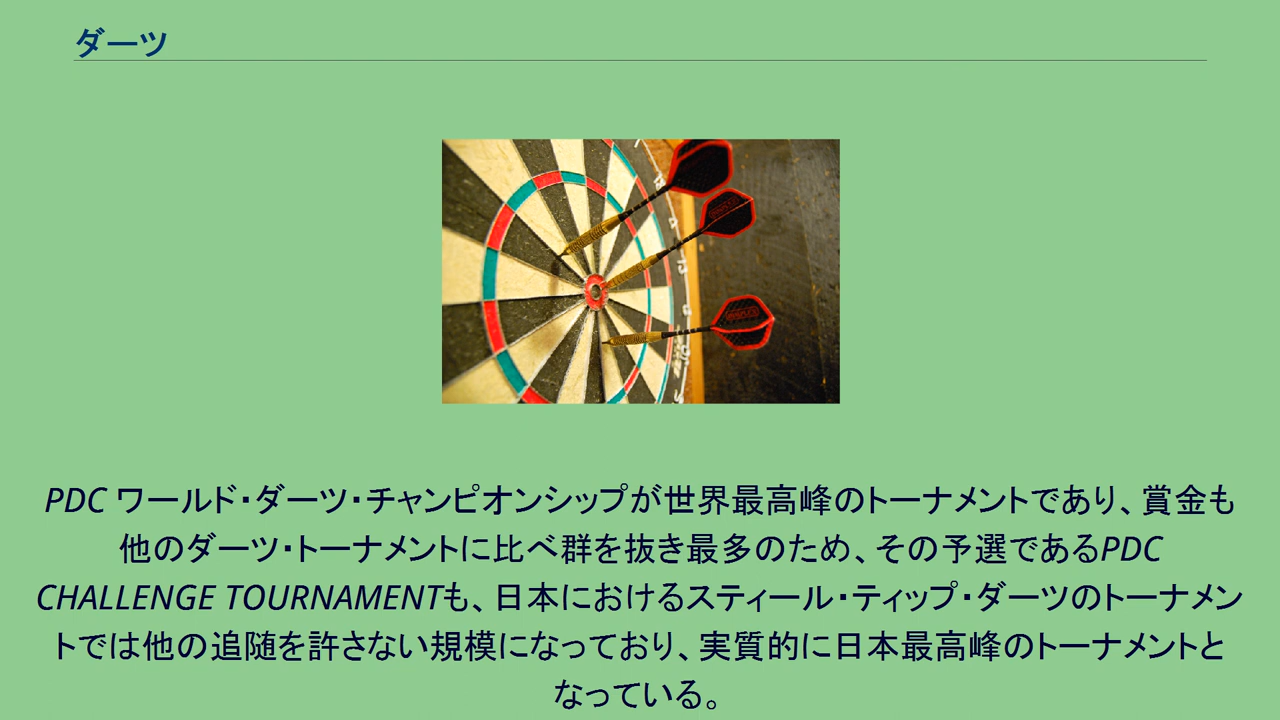 ダーツ
PDC ワールド・ダーツ・チャンピオンシップが世界最高峰のトーナメントであり、賞金も
他のダーツ・トーナメントに比べ群を抜き最多のため、その予選であるPDC
CHALLENGE TOURNAMENTも、日本におけるスティール・ティップ・ダーツのトーナメン
トでは他の追随を許さない規模になっており、実質的に日本最高峰のトーナメントと
なっている。